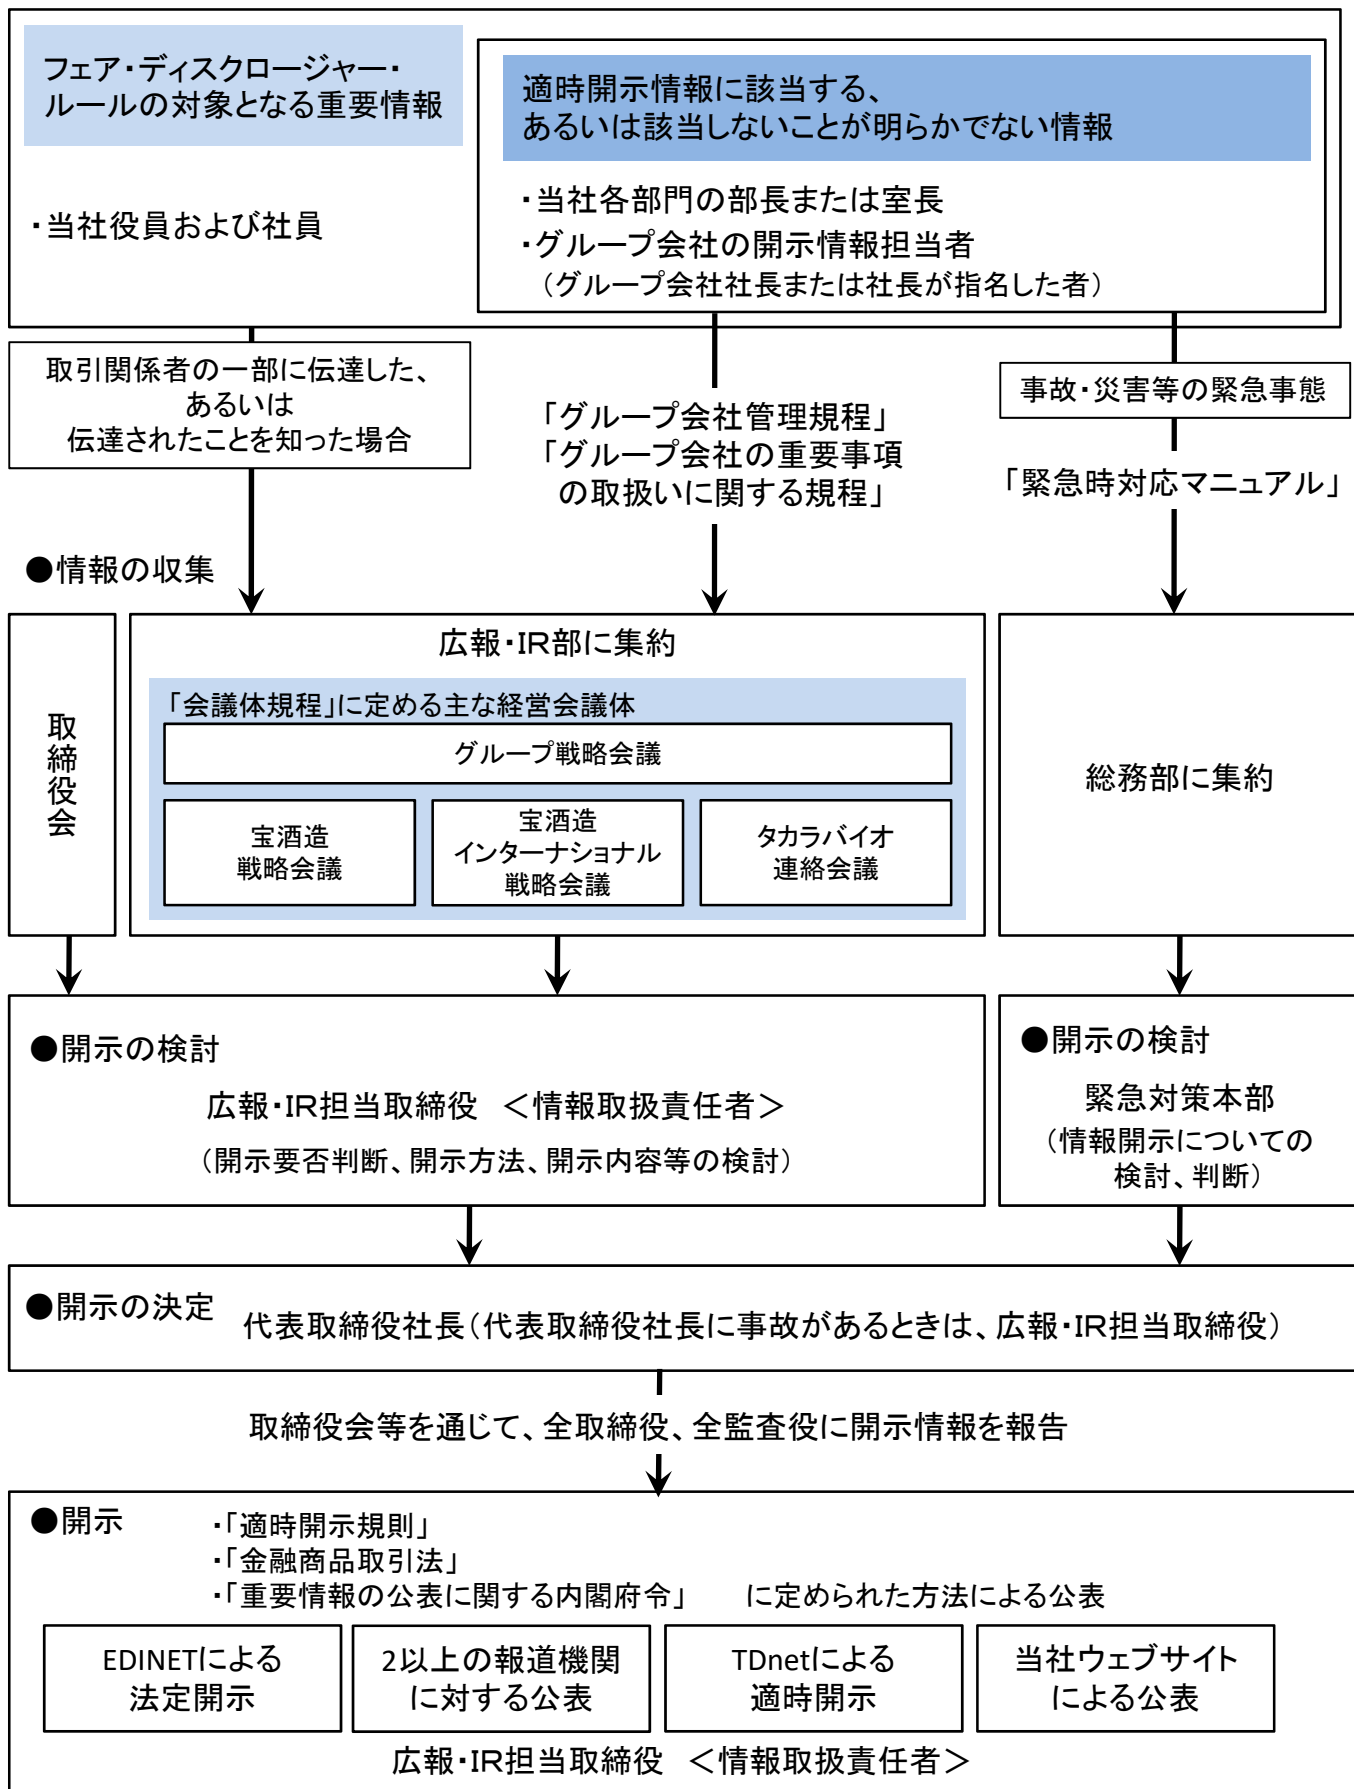 フェア・ディスクロージャー・
ルールの対象となる重要情報
・当社役員および社員
適時開示情報に該当する、
あるいは該当しないことが明らかでない情報
・当社各部門の部長または室長
・グループ会社の開示情報担当者
（グループ会社社長または社長が指名した者）
取引関係者の一部に伝達した、
あるいは
伝達されたことを知った場合
「グループ会社管理規程」
「グループ会社の重要事項
の取扱いに関する規程」
事故・災害等の緊急事態
「緊急時対応マニュアル」
●情報の収集
取締役会
広報・IR部に集約
「会議体規程」に定める主な経営会議体
グループ戦略会議
宝酒造
戦略会議
宝酒造
インターナショナル
戦略会議
タカラバイオ
連絡会議
総務部に集約
●開示の検討
広報・IR担当取締役　＜情報取扱責任者＞
（開示要否判断、開示方法、開示内容等の検討）
●開示の検討
緊急対策本部
（情報開示についての
検討、判断）
●開示の決定
代表取締役社長（代表取締役社長に事故があるときは、広報・IR担当取締役）
取締役会等を通じて、全取締役、全監査役に開示情報を報告
●開示
・「適時開示規則」
・「金融商品取引法」
・「重要情報の公表に関する内閣府令」　　に定められた方法による公表
EDINETによる
法定開示
2以上の報道機関
に対する公表
TDnetによる
適時開示
当社ウェブサイト
による公表
広報・IR担当取締役　＜情報取扱責任者＞